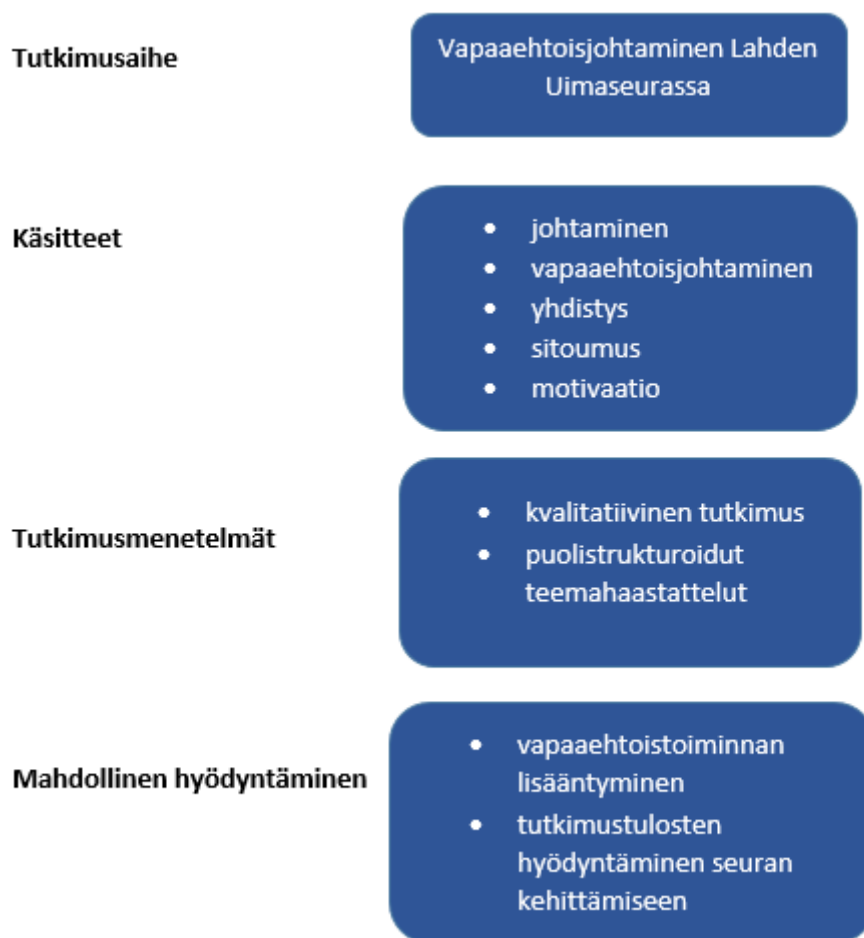 Tutkimusaihe
Vapaaehtoisjohtaminen Lahden
Uimaseurassa
Käsitteet
• johtaminen
• vapaaehtoisjohtaminen
• yhdistys
• sitoumus
• motivaatio
Tutkimusmenetelmät
• kvalitatiivinen tutkimus
• puolistrukturoidut
teemahaastattelut
Mahdollinen hyödyntäminen
• vapaaehtoistoiminnan
lisääntyminen
• tutkimustulosten
hyödyntäminen seuran
kehittämiseen